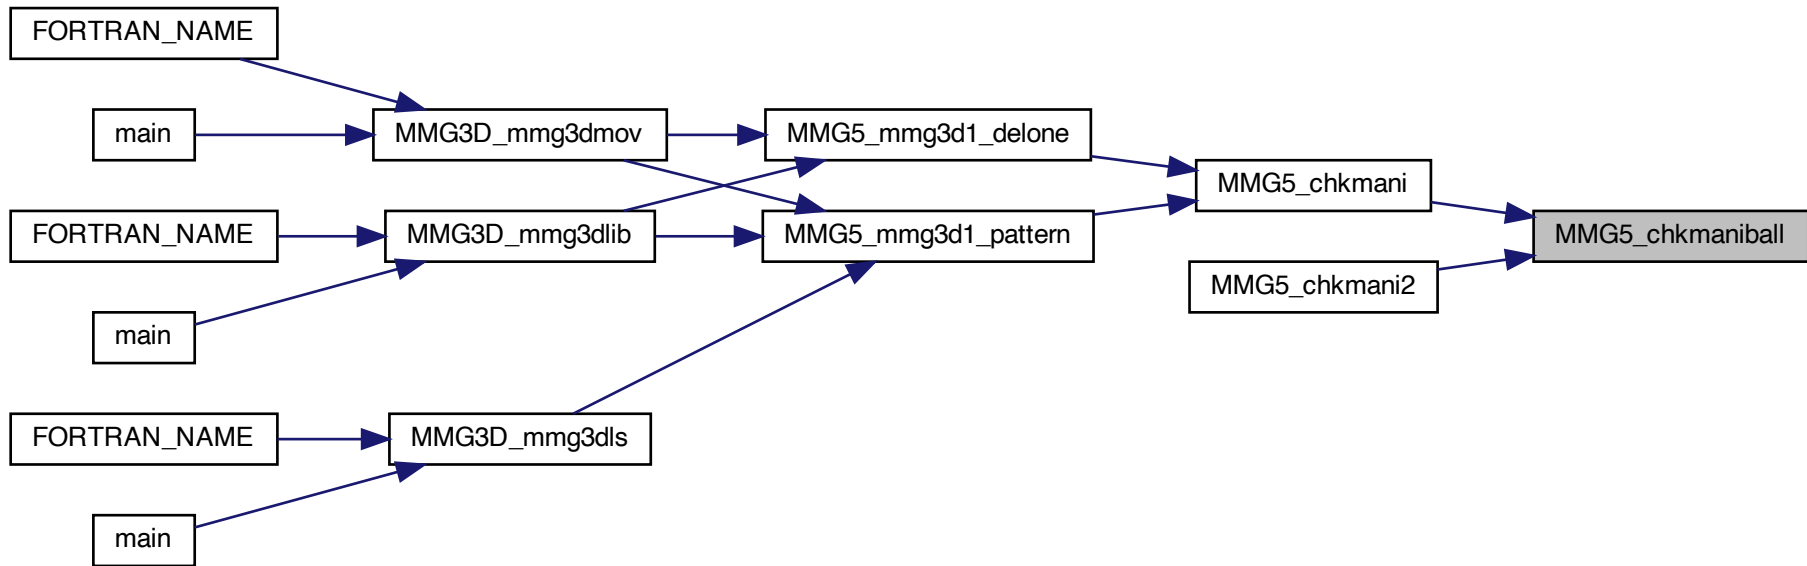 FORTRAN_NAME
main
MMG3D_mmg3dmov
MMG5_mmg3d1_delone
MMG5_chkmani
FORTRAN_NAME
MMG3D_mmg3dlib
MMG5_mmg3d1_pattern
MMG5_chkmaniball
MMG5_chkmani2
main
FORTRAN_NAME
MMG3D_mmg3dls
main